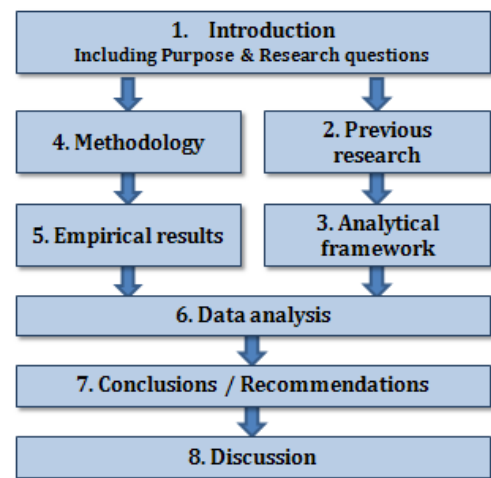 1. Introduction
Including Purpose & Research questions
4. Methodology
2. Previous
research
5. Empirical results
3. Analytical
framework
6. Data analysis
7. Conclusions / Recommendations
8. Discussion